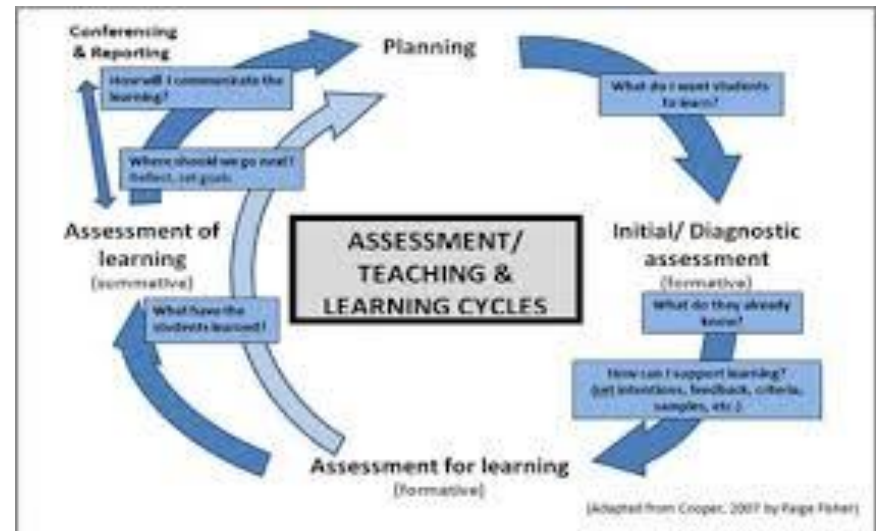 Conferencing
& Reporting
Planning
How will I communicate the
learning?
What do I want students
to learn?
Where should we go next?
Reflect, set goals
Assessment of
learning
(summative)
ASSESSMENT/
TEACHING &
LEARNING CYCLES
Initial/ Diagnostic
assessment
(formative)
What do they already
know?
What have the
students learned?
How can I support learning?
(set intentions, feedback, criteria,
samples, etc.)
Assessment for learning
(formative)
(Adapted from Cooper, 2007 by Paige Fisher)